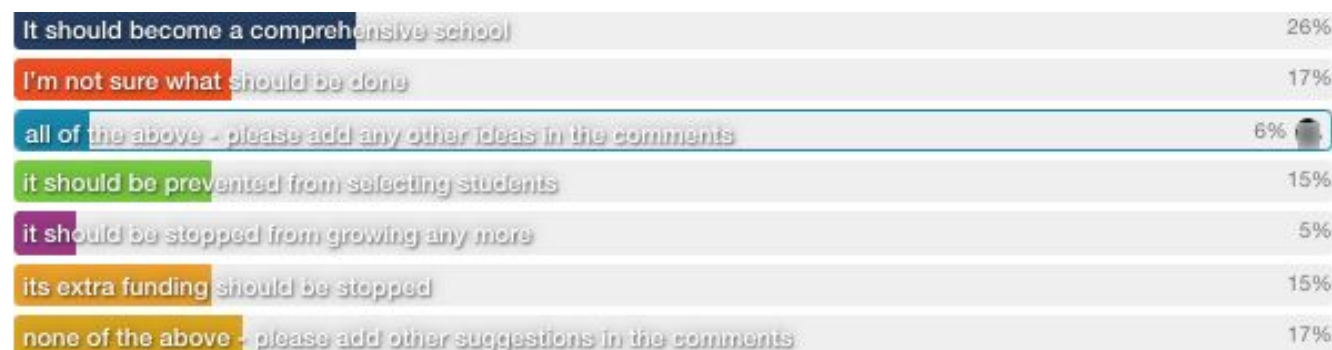 It should become a comprehensive school 26%
I'm not sure what should be done 17%
all of the above - please add any other ideas in the comments 6%
it should be prevented from selecting students 15%
it should be stopped from growing any more 5%
its extra funding should be stopped 15%
none of the above - please add other suggestions in the comments 17%